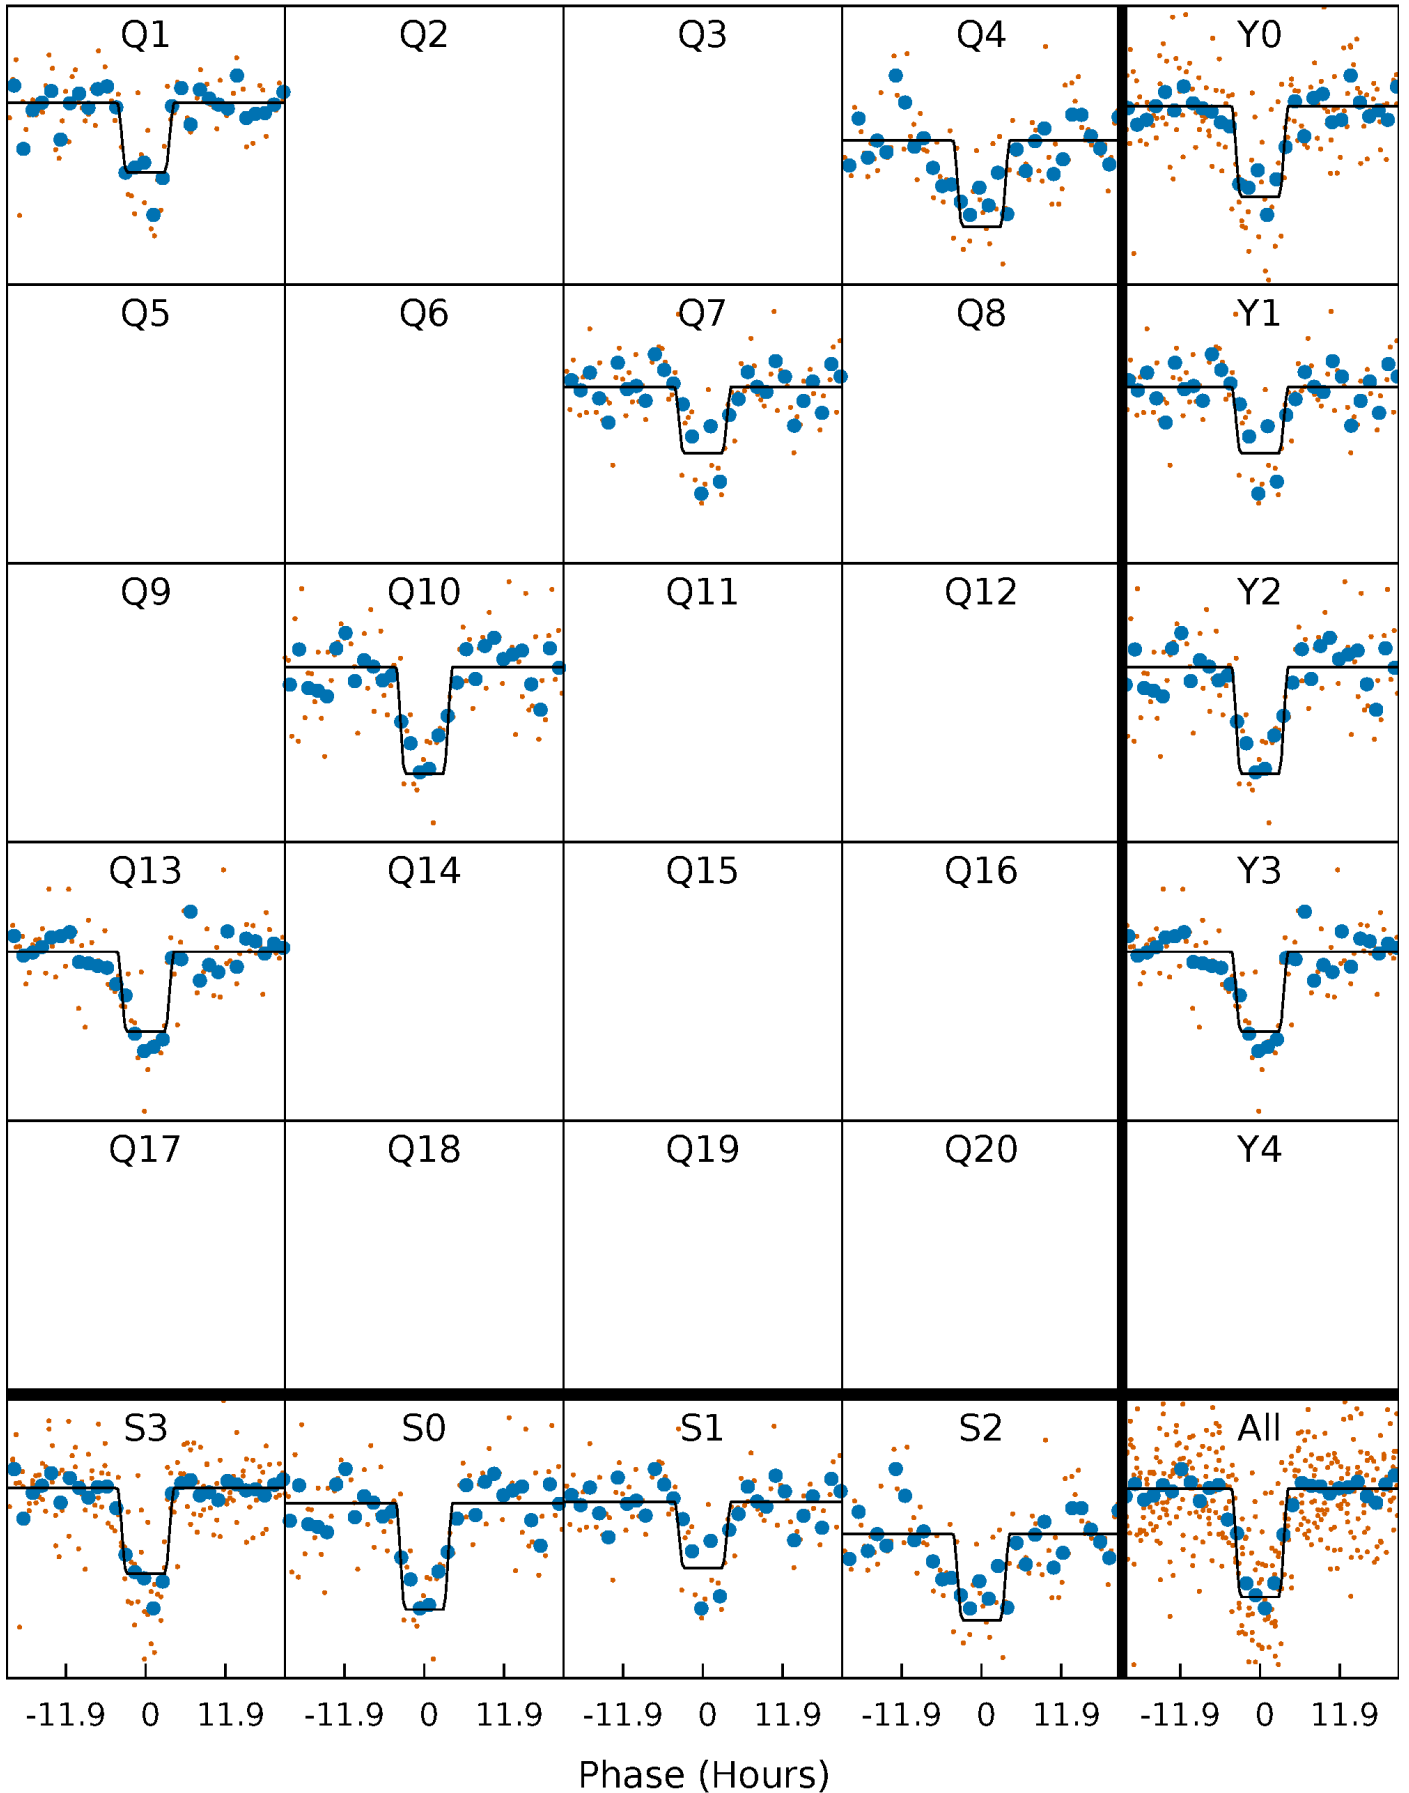 Q1 Q2 Q3 Q4 Y0
Q5 Q6 Q7 Q8 Y1
Q9 Q10 Q11 Q12 Y2
Q13 Q14 Q15 Q16 Y3
Q17 Q18 Q19 Q20 Y4
S3 S0 S1 S2 All
-11.9 0 11.9 -11.9 0 11.9 -11.9 0 11.9 -11.9 0 11.9 -11.9 0 11.9
Phase (Hours)